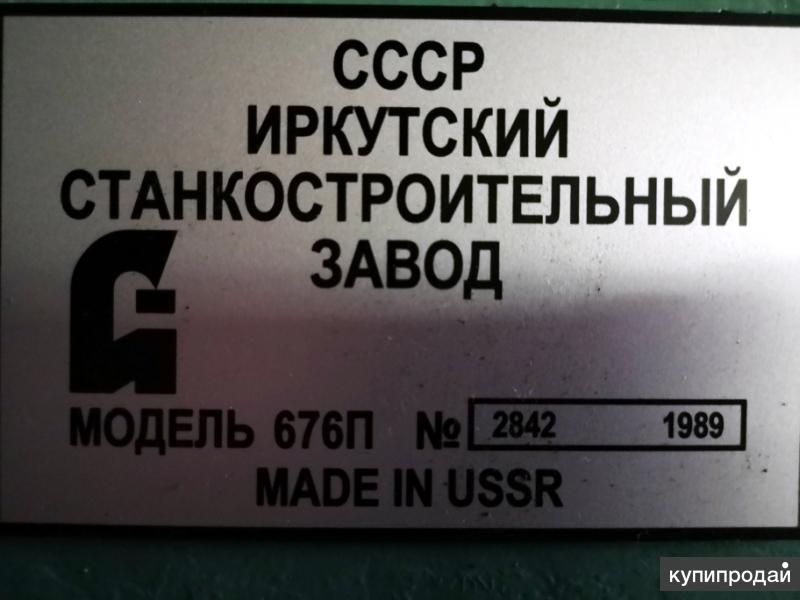 СССР
ИРКУТСКИЙ
СТАНКОСТРОИТЕЛЬНЫЙ
ЗАВОД
МОДЕЛЬ 676П № 2842 1989
MADE IN USSR
купипродай